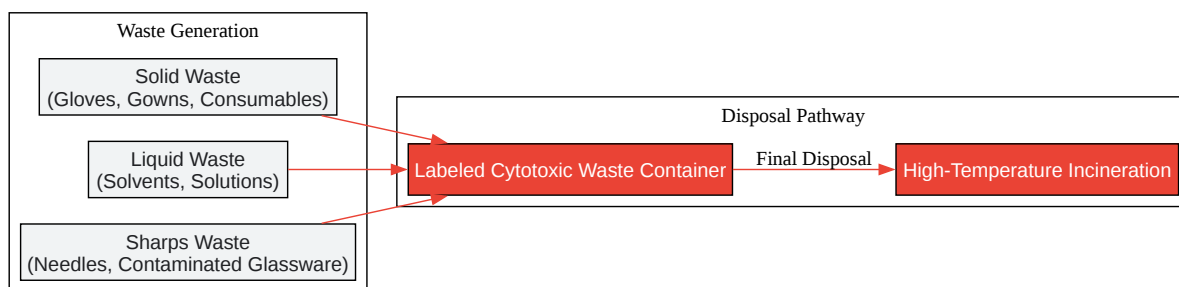 Waste Generation
Solid Waste
(Gloves, Gowns, Consumables)
Liquid Waste
(Solvents, Solutions)
Sharps Waste
(Needles, Contaminated Glassware)
Disposal Pathway
Labeled Cytotoxic Waste Container
Final Disposal
High-Temperature Incineration